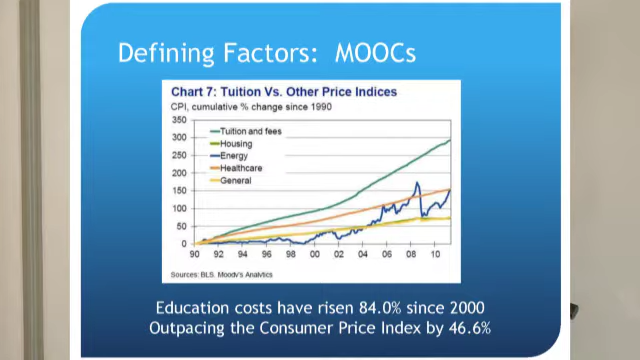 Defining Factors: MOOCs
Chart 7: Tuition Vs. Other Price Indices
CPI, cumulative % change since 1990
350
300
250
200
150
100
50
0
Tuition and fees
Housing
Energy
Healthcare
General
90 92 94 96 98 00 02 04 06 08 10
Sources: BLS. Moody's Analytics
Education costs have risen 84.0% since 2000
Outpacing the Consumer Price Index by 46.6%